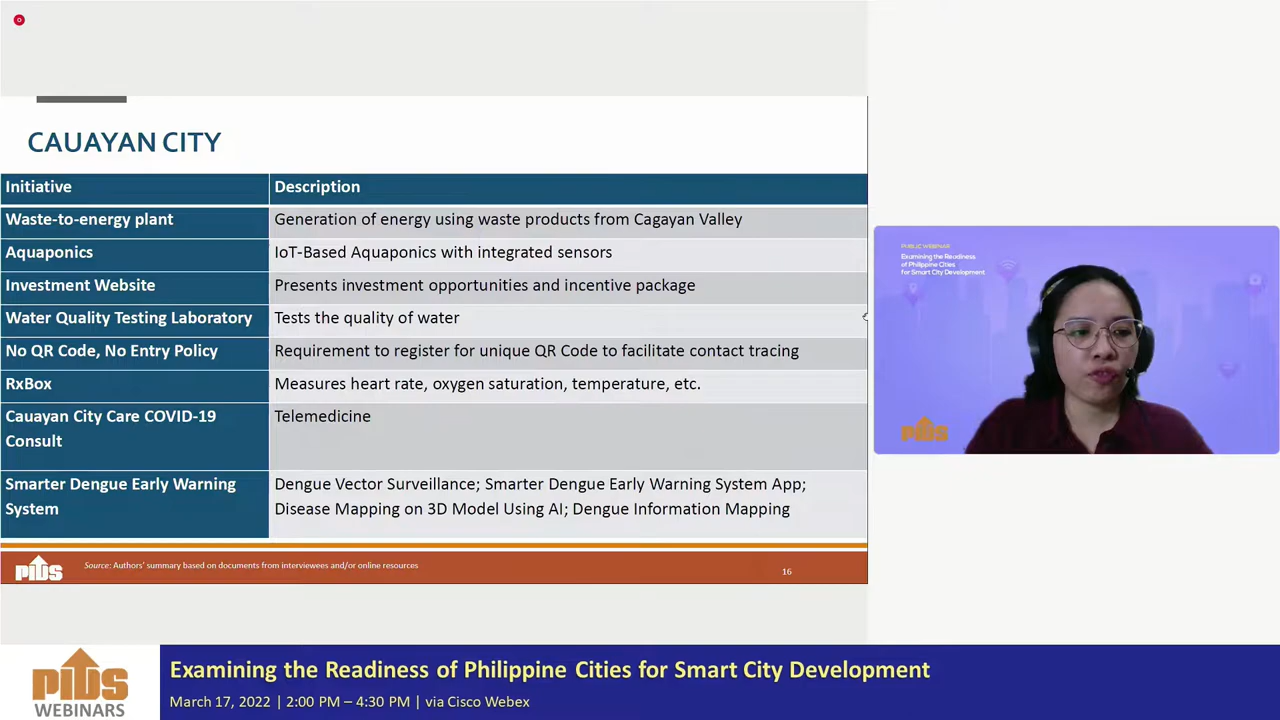 CAUAYAN CITY
Initiative Description
Waste-to-energy plant Generation of energy using waste products from Cagayan Valley
Aquaponics IoT-Based Aquaponics with integrated sensors
Investment Website Presents investment opportunities and incentive package
Water Quality Testing Laboratory Tests the quality of water
No QR Code, No Entry Policy Requirement to register for unique QR Code to facilitate contact tracing
RxBox Measures heart rate, oxygen saturation, temperature, etc.
Cauayan City Care COVID-19 Telemedicine
Consult
Smarter Dengue Early Warning Dengue Vector Surveillance; Smarter Dengue Early Warning System App;
System Disease Mapping on 3D Model Using AI; Dengue Information Mapping
PIDS
Source: Authors' summary based on documents from interviewees and/or online resources
16
PUBLIC WEBINAR:
Examining the Readiness
of Philippine Cities
for Smart City Development
PIDS
PIDS
WEBINARS
Examining the Readiness of Philippine Cities for Smart City Development
March 17, 2022 | 2:00 PM – 4:30 PM | via Cisco Webex